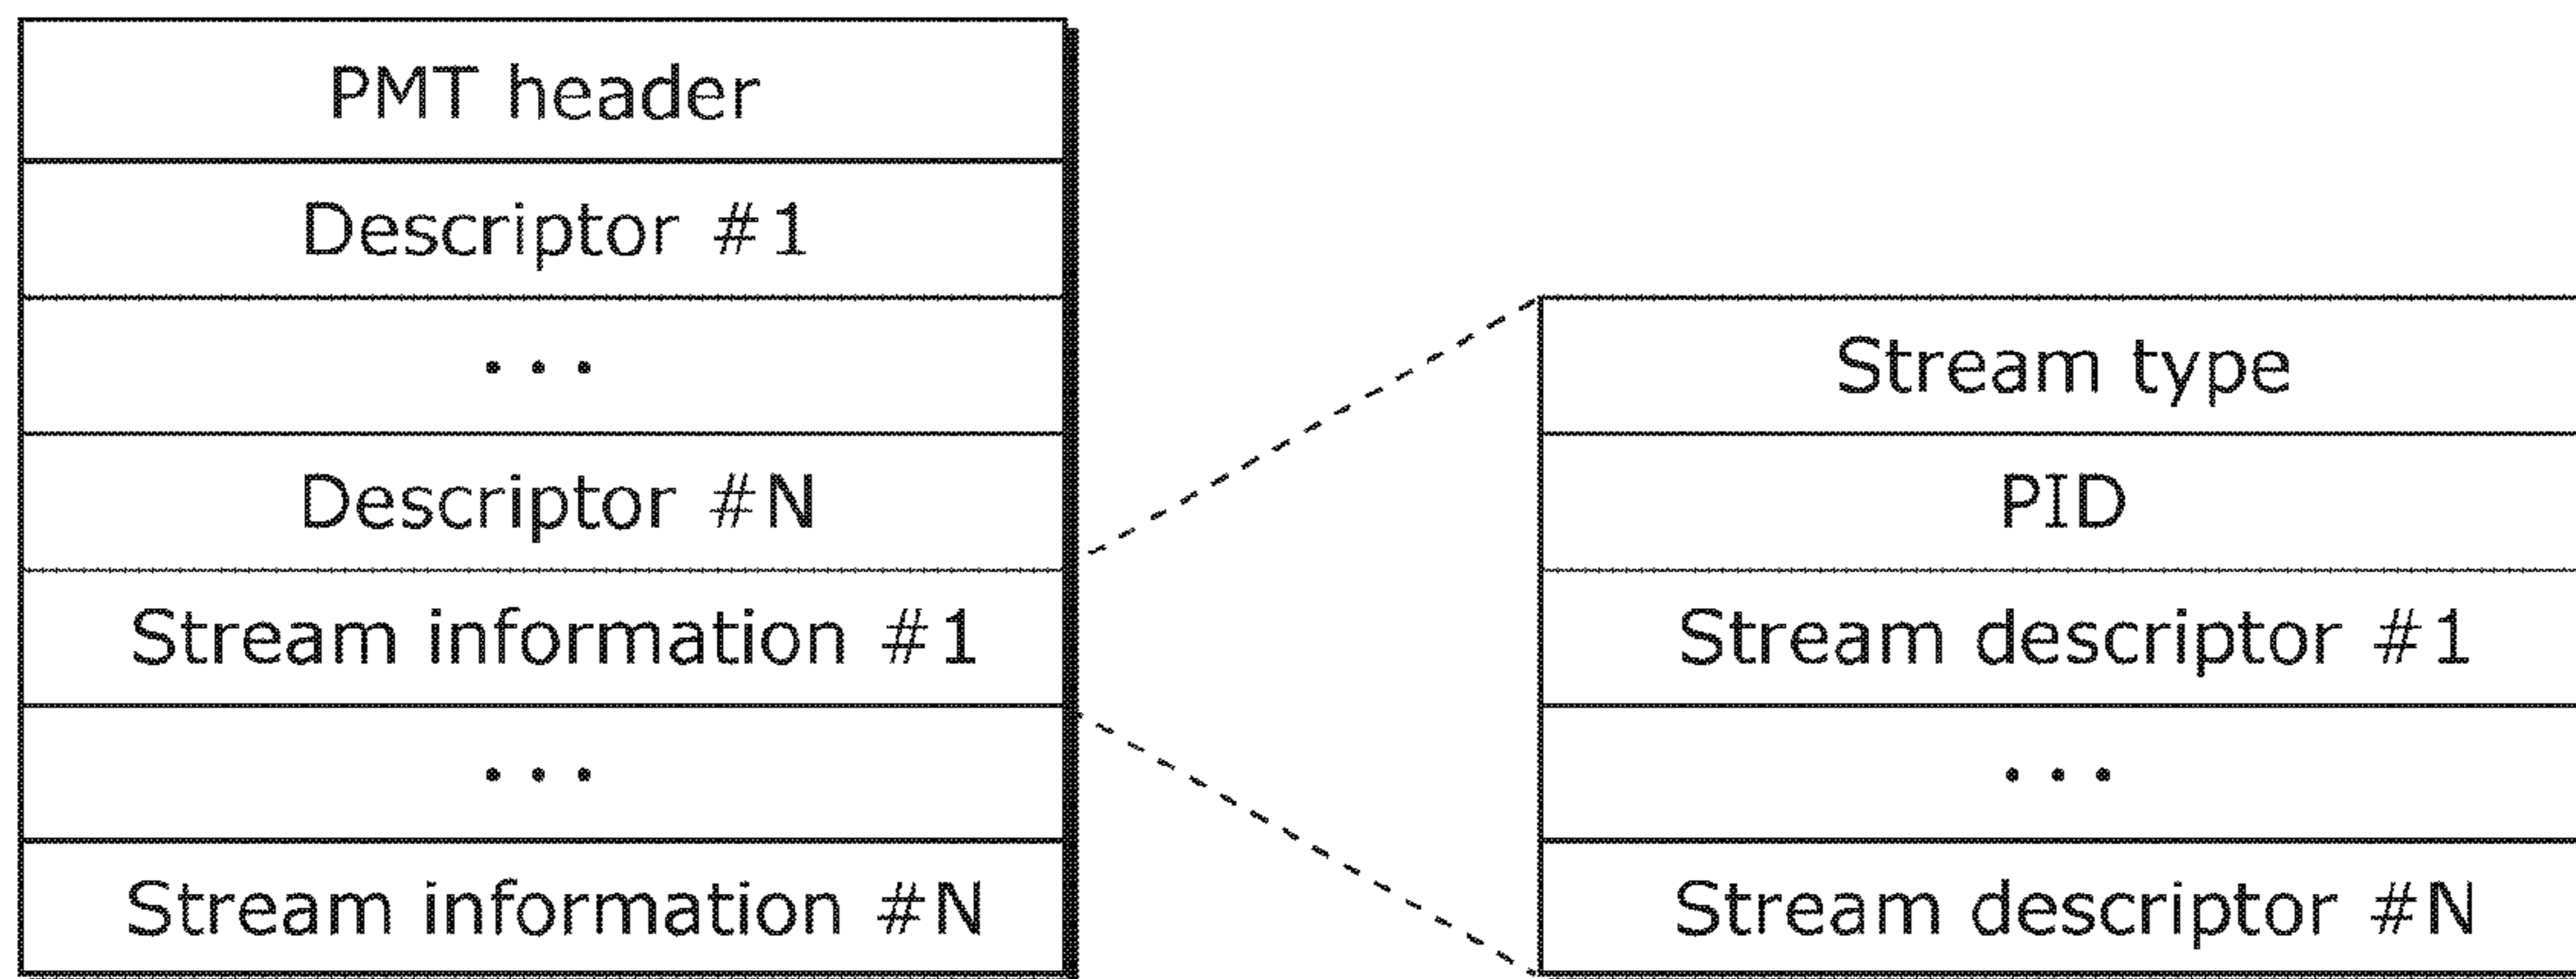 PMT header
Descriptor #1
...
Descriptor #N
Stream information #1
...
Stream information #N
Stream type
PID
Stream descriptor #1
...
Stream descriptor #N